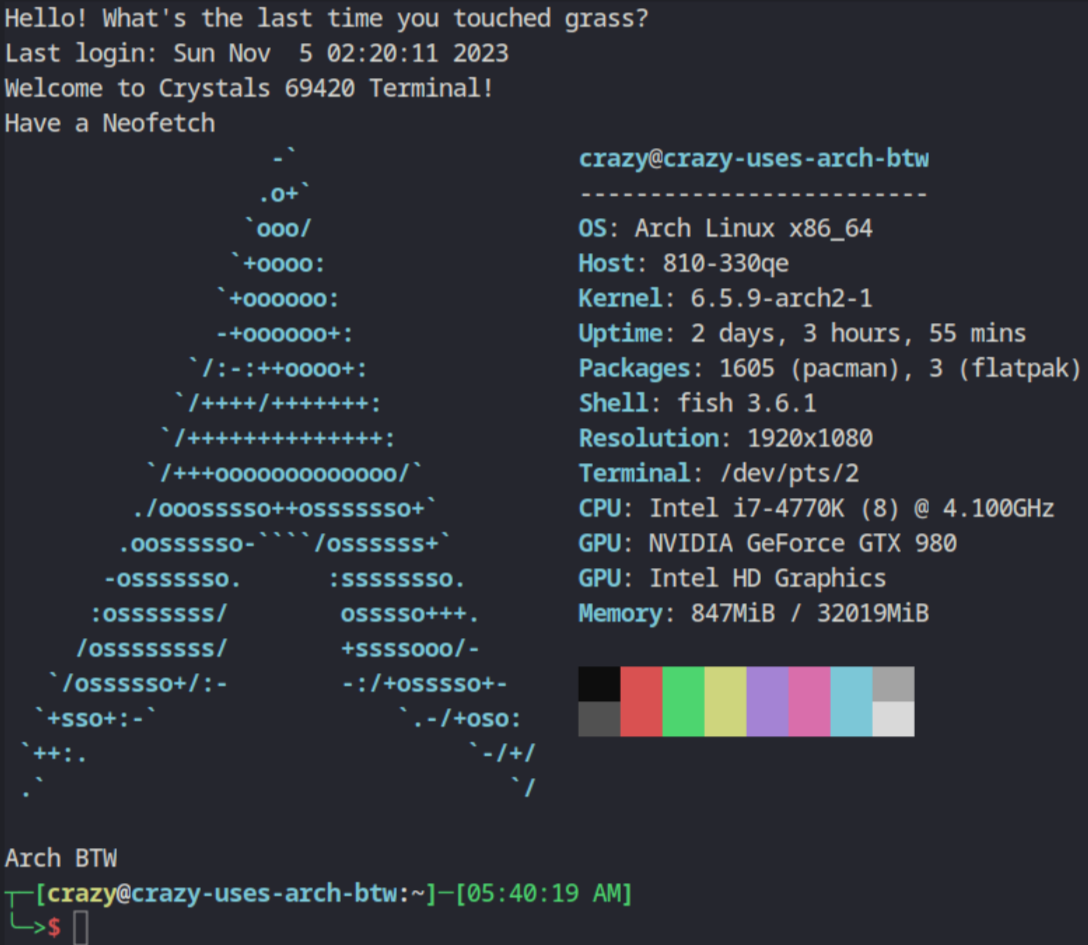 Hello! What's the last time you touched grass?
Last login: Sun Nov  5 02:20:11 2023
Welcome to Crystals 69420 Terminal!
Have a Neofetch
                   -`                    crazy@crazy-uses-arch-btw
                  .o+`                   -------------------------
                 `ooo/                   OS: Arch Linux x86_64
                `+oooo:                  Host: 810-330qe
               `+oooooo:                 Kernel: 6.5.9-arch2-1
               -+oooooo+:                Uptime: 2 days, 3 hours, 55 mins
             `/:-:++oooo+:               Packages: 1605 (pacman), 3 (flatpak)
            `/++++/+++++++:              Shell: fish 3.6.1
           `/++++++++++++++:             Resolution: 1920x1080
          `/+++ooooooooooooo/`           Terminal: /dev/pts/2
         ./ooosssso++osssssso+`          CPU: Intel i7-4770K (8) @ 4.100GHz
        .oossssso-````/ossssss+`         GPU: NVIDIA GeForce GTX 980
       -osssssso.      :ssssssso.        GPU: Intel HD Graphics
      :osssssss/        osssso+++.       Memory: 847MiB / 32019MiB
     /ossssssss/        +ssssooo/-
   `/ossssso+/:-        -:/+osssso+-
  `+sso+:-`                 `.-/+oso:
 `++:.                           `-/+/
 .`                                 `/
Arch BTW
┬─[crazy@crazy-uses-arch-btw:~]─[05:40:19 AM]
╰─>$